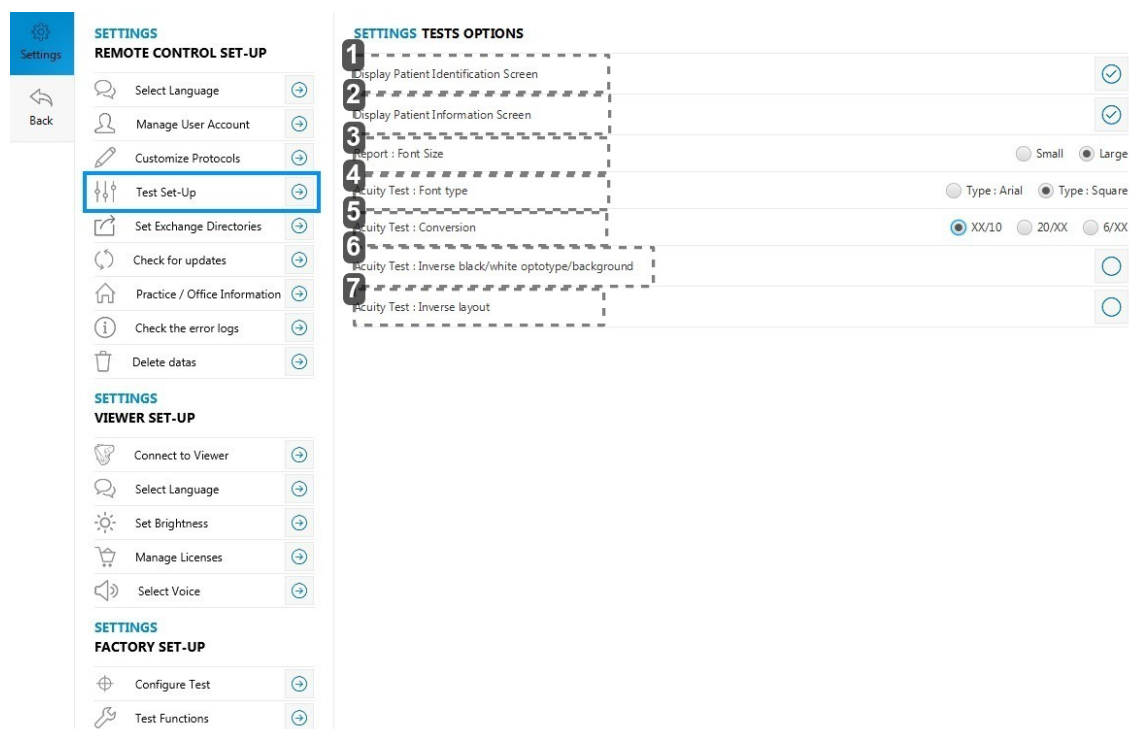 Settings
Back
SETTINGS
REMOTE CONTROL SET-UP
Select Language
Manage User Account
Customize Protocols
Test Set-Up
Set Exchange Directories
Check for updates
Practice / Office Information
Check the error logs
Delete datas
SETTINGS
VIEWER SET-UP
Connect to Viewer
Select Language
Set Brightness
Manage Licenses
Select Voice
SETTINGS
FACTORY SET-UP
Configure Test
Test Functions
SETTINGS TESTS OPTIONS
1
Display Patient Identification Screen
2
Display Patient Information Screen
3
Report : Font Size Small Large
4
Acuity Test : Font type Type : Arial Type : Square
5
Acuity Test : Conversion XX/10 20/XX 6/XX
6
Acuity Test : Inverse black/white optotype/background
7
Acuity Test : Inverse layout